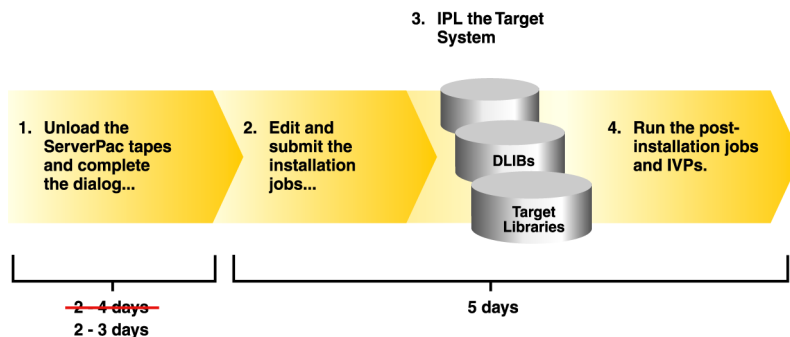 3. IPL the Target
System
1. Unload the
ServerPac tapes
and complete
the dialog...
2. Edit and
submit the
installation
jobs...
DLIBs
Target
Libraries
4. Run the post-
installation jobs
and IVPs.
2 - 4 days
2 - 3 days
5 days